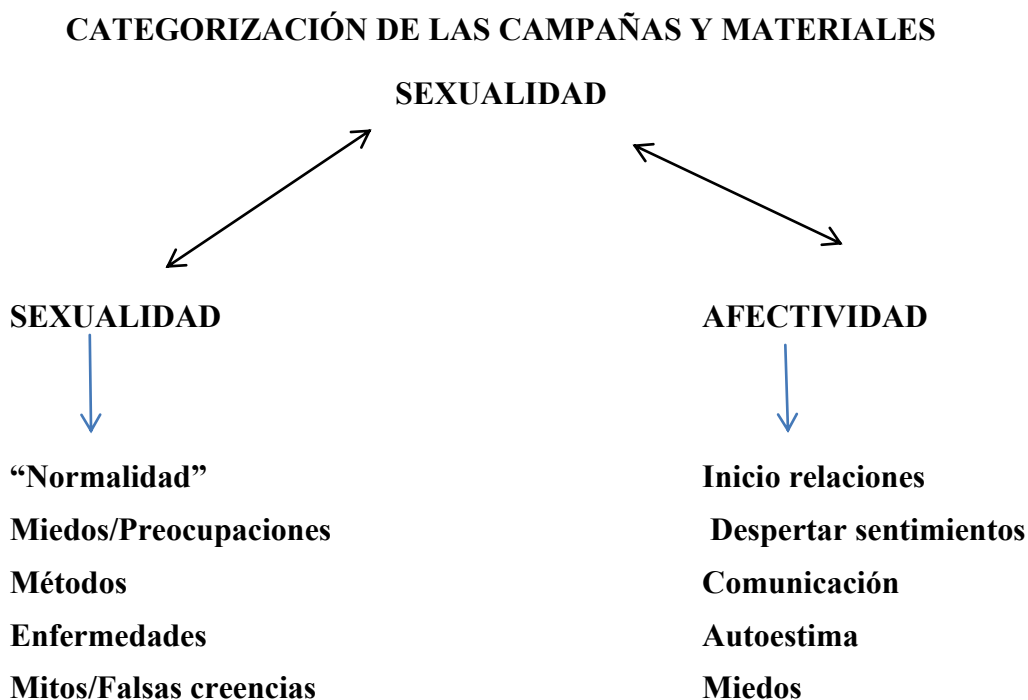 CATEGORIZACIÓN DE LAS CAMPAÑAS Y MATERIALES
SEXUALIDAD
SEXUALIDAD
AFECTIVIDAD
“Normalidad”
Miedos/Preocupaciones
Métodos
Enfermedades
Mitos/Falsas creencias
Inicio relaciones
Despertar sentimientos
Comunicación
Autoestima
Miedos